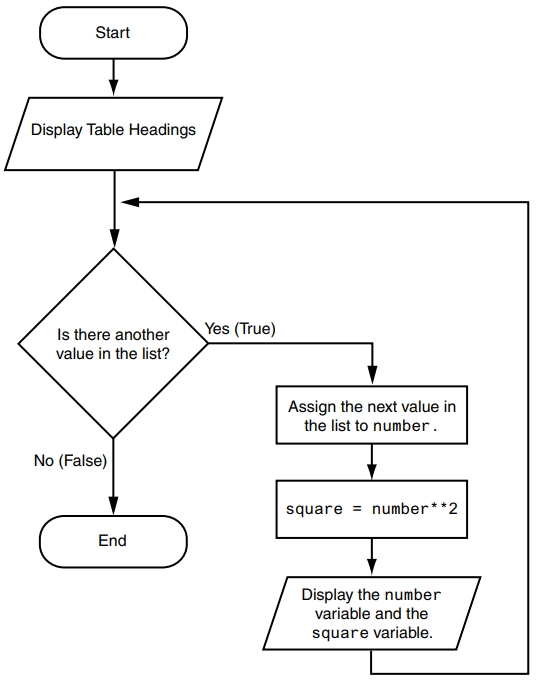 Start
Display Table Headings
Is there another
value in the list?
Yes (True)
Assign the next value in
the list to number.
No (False)
square = number**2
End
Display the number
variable and the
square variable.